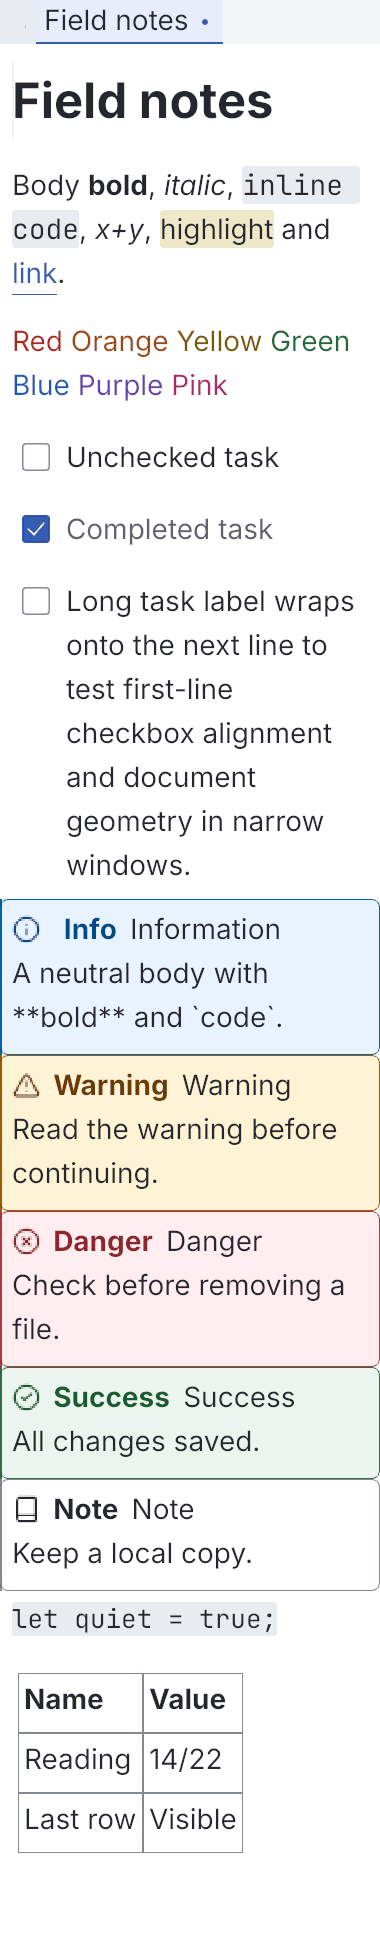 Field notes
Field notes
Body bold, italic, inline
code, x+y, highlight and
link.
Red Orange Yellow Green
Blue Purple Pink
Unchecked task
Completed task
Long task label wraps
onto the next line to
test first-line
checkbox alignment
and document
geometry in narrow
windows.
Info Information
A neutral body with
**bold** and `code`.
Warning Warning
Read the warning before
continuing.
Danger Danger
Check before removing a
file.
Success Success
All changes saved.
Note Note
Keep a local copy.
let quiet = true;
Name Value
Reading 14/22
Last row Visible